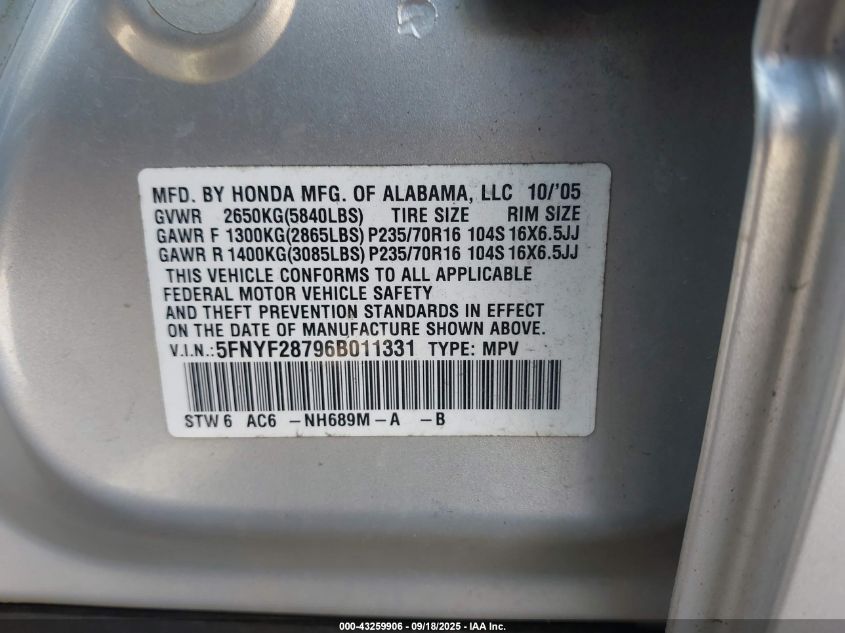 MFD. BY HONDA MFG. OF ALABAMA, LLC 10/'05
GVWR 2650KG(5840LBS) TIRE SIZE RIM SIZE
GAWR F 1300KG(2865LBS) P235/70R16 104S 16X6.5JJ
GAWR R 1400KG(3085LBS) P235/70R16 104S 16X6.5JJ
THIS VEHICLE CONFORMS TO ALL APPLICABLE
FEDERAL MOTOR VEHICLE SAFETY
AND THEFT PREVENTION STANDARDS IN EFFECT
ON THE DATE OF MANUFACTURE SHOWN ABOVE.
V.I.N.: 5FNYF28796B011331 TYPE: MPV
STW6 AC6 -NH689M-A -B
000-43259906 - 09/18/2025 - IAA Inc.